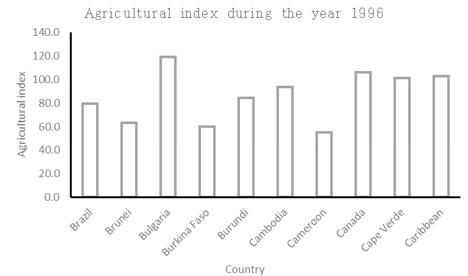 Agricultural index during the year 1996
140.0
120.0
100.0
80.0
60.0
40.0
20.0
0.0
Agricultural index
Brazil
Brunei
Bulgaria
Burkina Faso
Burundi
Cambodia
Cameroon
Canada
Cape Verde
Caribbean
Country